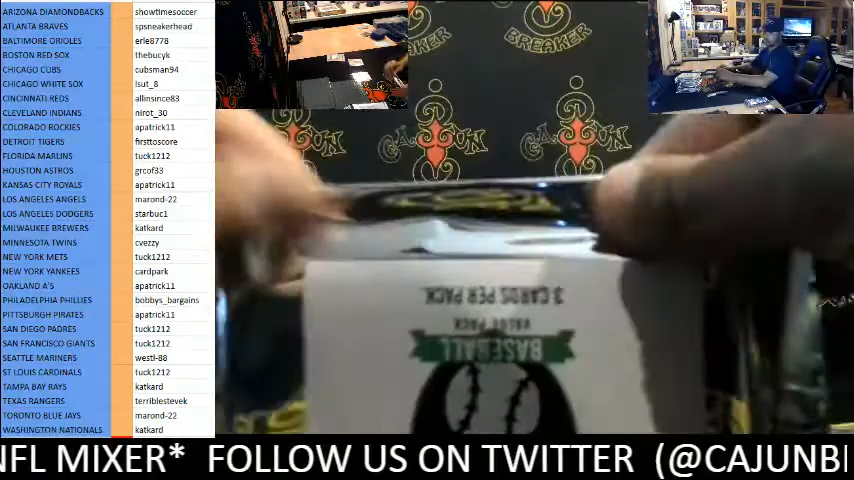 ARIZONA DIAMONDBACKS showtimesoccer
ATLANTA BRAVES spsneakerhead
BALTIMORE ORIOLES erle8778
BOSTON RED SOX thebucyk
CHICAGO CUBS cubsman94
CHICAGO WHITE SOX lsut_8
CINCINNATI REDS allinsince83
CLEVELAND INDIANS nirot_30
COLORADO ROCKIES apatrick11
DETROIT TIGERS firsttoscore
FLORIDA MARLINS tuck1212
HOUSTON ASTROS grcof33
KANSAS CITY ROYALS apatrick11
LOS ANGELES ANGELS marond-22
LOS ANGELES DODGERS starbuc1
MILWAUKEE BREWERS katkard
MINNESOTA TWINS cvezzy
NEW YORK METS tuck1212
NEW YORK YANKEES cardpark
OAKLAND A'S apatrick11
PHILADELPHIA PHILLIES bobbys_bargains
PITTSBURGH PIRATES apatrick11
SAN DIEGO PADRES tuck1212
SAN FRANCISCO GIANTS tuck1212
SEATTLE MARINERS westl-88
ST LOUIS CARDINALS tuck1212
TAMPA BAY RAYS katkard
TEXAS RANGERS terriblestevek
TORONTO BLUE JAYS marond-22
WASHINGTON NATIONALS katkard
BREAKER
CAJUN
CAJUN
3 CARDS PER PACK
VALUE PACK
BASEBALL
NFL MIXER* FOLLOW US ON TWITTER (@CAJUNB